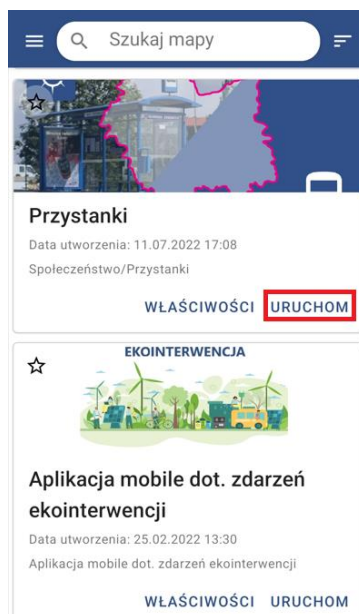 Szukaj mapy
Przystanki
Data utworzenia: 11.07.2022 17:08
Społeczeństwo/Przystanki
WŁAŚCIWOŚCI URUCHOM
EKOINTERWENCJA
Aplikacja mobile dot. zdarzeń
ekointerwencji
Data utworzenia: 25.02.2022 13:30
Aplikacja mobile dot. zdarzeń ekointerwencji
WŁAŚCIWOŚCI URUCHOM